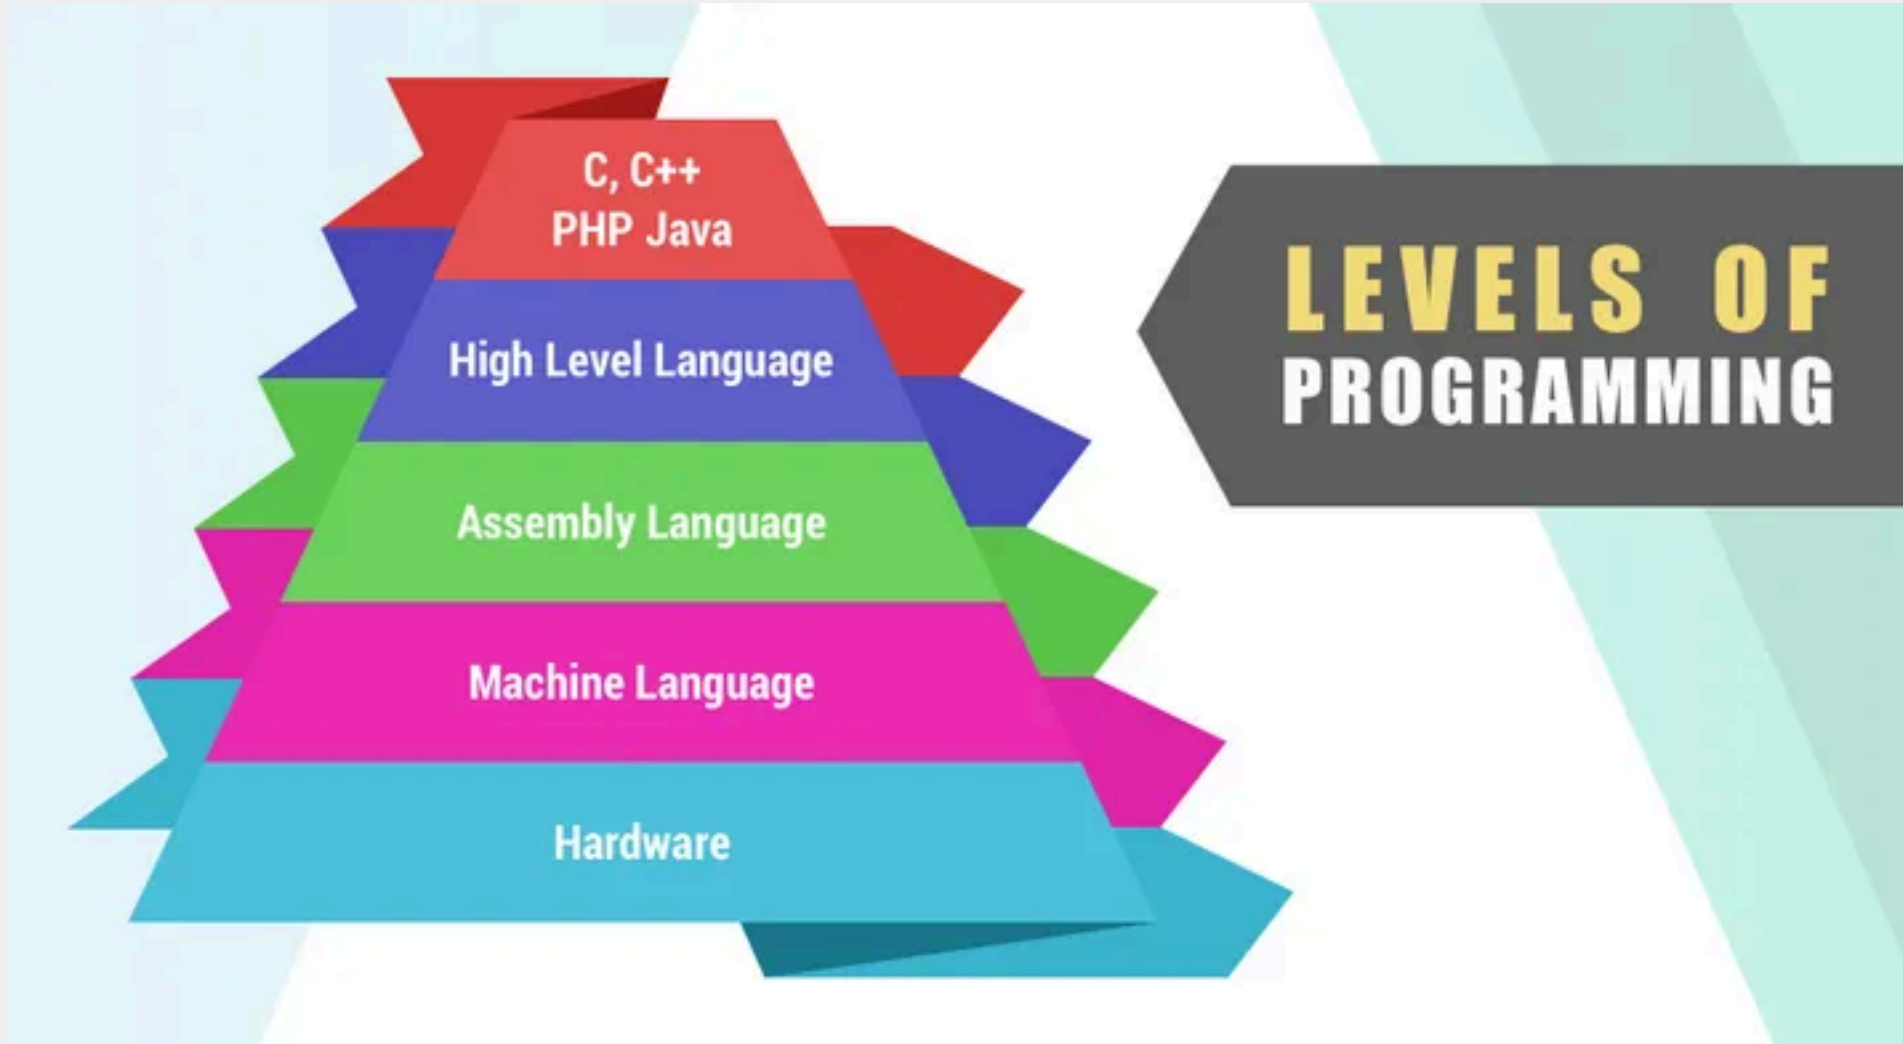 C, C++
PHP Java
High Level Language
Assembly Language
Machine Language
Hardware
LEVELS OF
PROGRAMMING